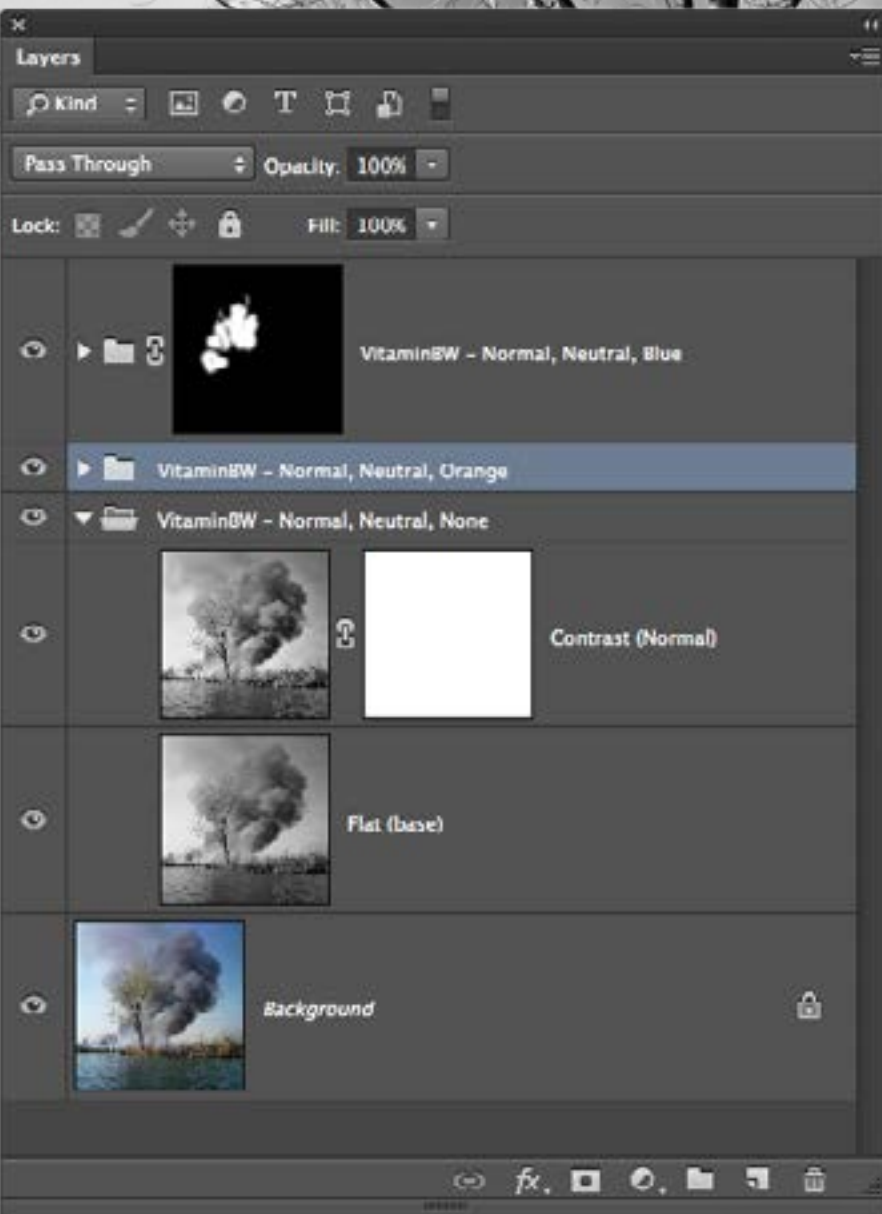 Layers
Kind
Pass Through Opacity: 100%
Lock: Fill: 100%
VitaminBW – Normal, Neutral, Blue
VitaminBW – Normal, Neutral, Orange
VitaminBW – Normal, Neutral, None
Contrast (Normal)
Flat (base)
Background
fx.